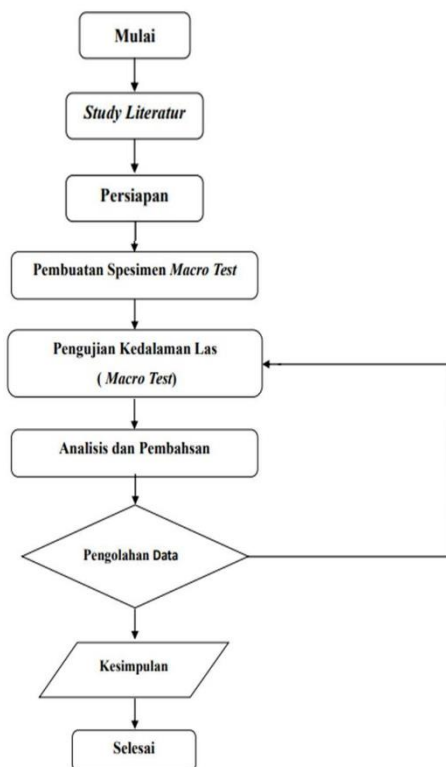 Mulai
Study Literatur
Persiapan
Pembuatan Spesimen Macro Test
Pengujian Kedalaman Las
( Macro Test)
Analisis dan Pembahsan
Pengolahan Data
Kesimpulan
Selesai